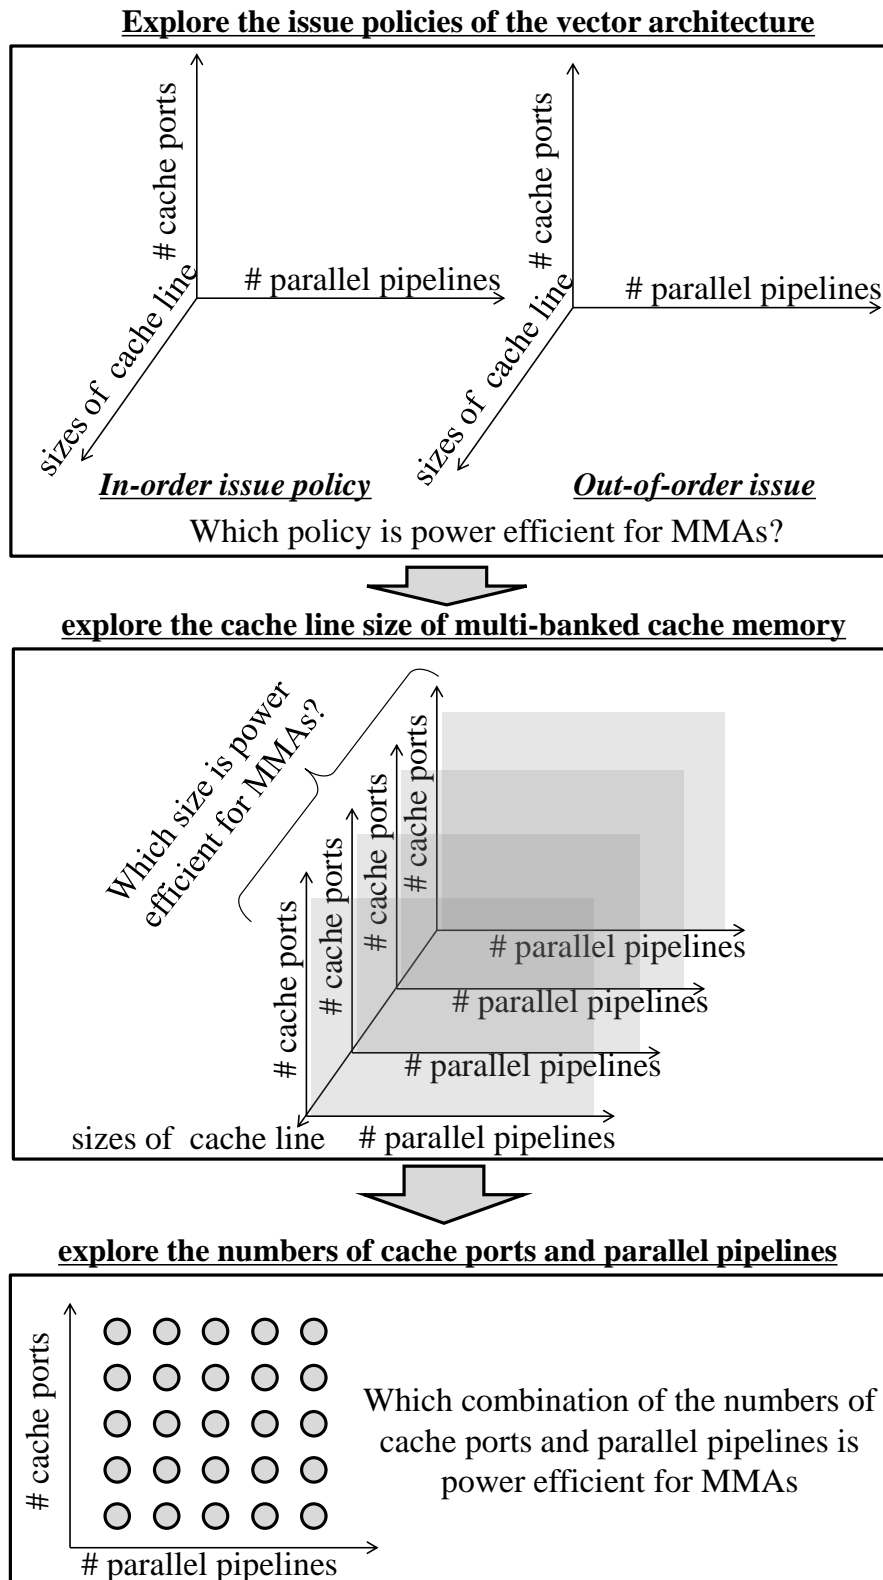 Explore the issue policies of the vector architecture
# cache ports
# parallel pipelines
sizes of cache line
In-order issue policy
# cache ports
# parallel pipelines
sizes of cache line
Out-of-order issue
Which policy is power efficient for MMAs?
explore the cache line size of multi-banked cache memory
Which size is power
efficient for MMAs?
# cache ports
# cache ports
# cache ports
# cache ports
# parallel pipelines
# parallel pipelines
# parallel pipelines
# parallel pipelines
sizes of cache line
explore the numbers of cache ports and parallel pipelines
# cache ports
# parallel pipelines
Which combination of the numbers of
cache ports and parallel pipelines is
power efficient for MMAs